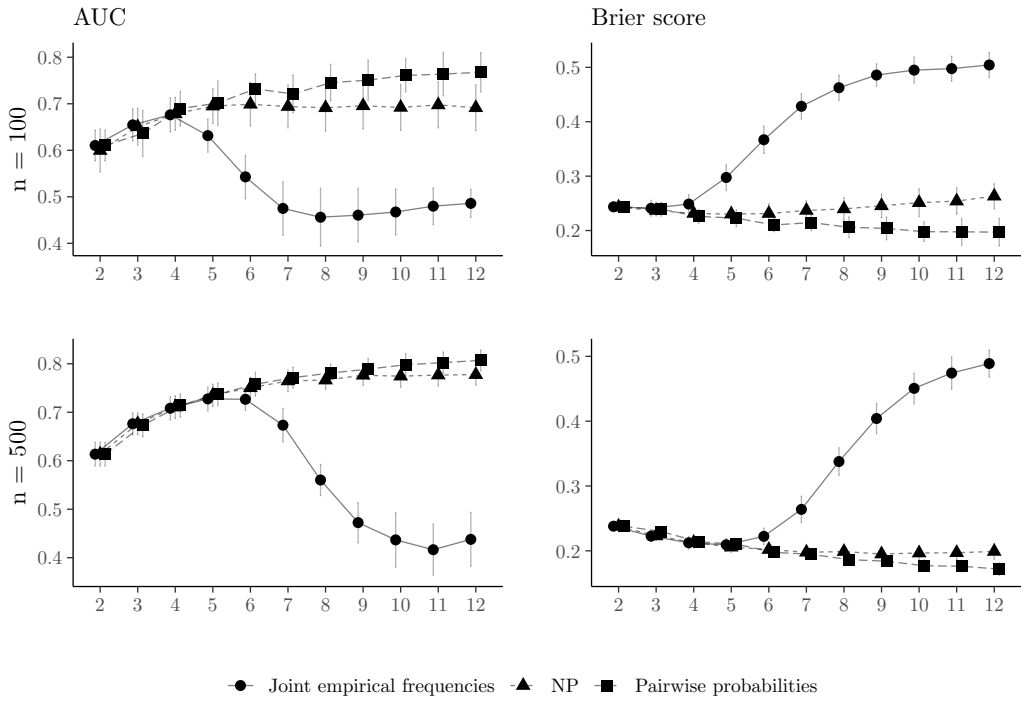 AUC
Brier score
n = 100
0.8
0.7
0.6
0.5
0.4
2 3 4 5 6 7 8 9 10 11 12
0.5
0.4
0.3
0.2
2 3 4 5 6 7 8 9 10 11 12
n = 500
0.8
0.7
0.6
0.5
0.4
2 3 4 5 6 7 8 9 10 11 12
0.5
0.4
0.3
0.2
2 3 4 5 6 7 8 9 10 11 12
Joint empirical frequencies NP Pairwise probabilities